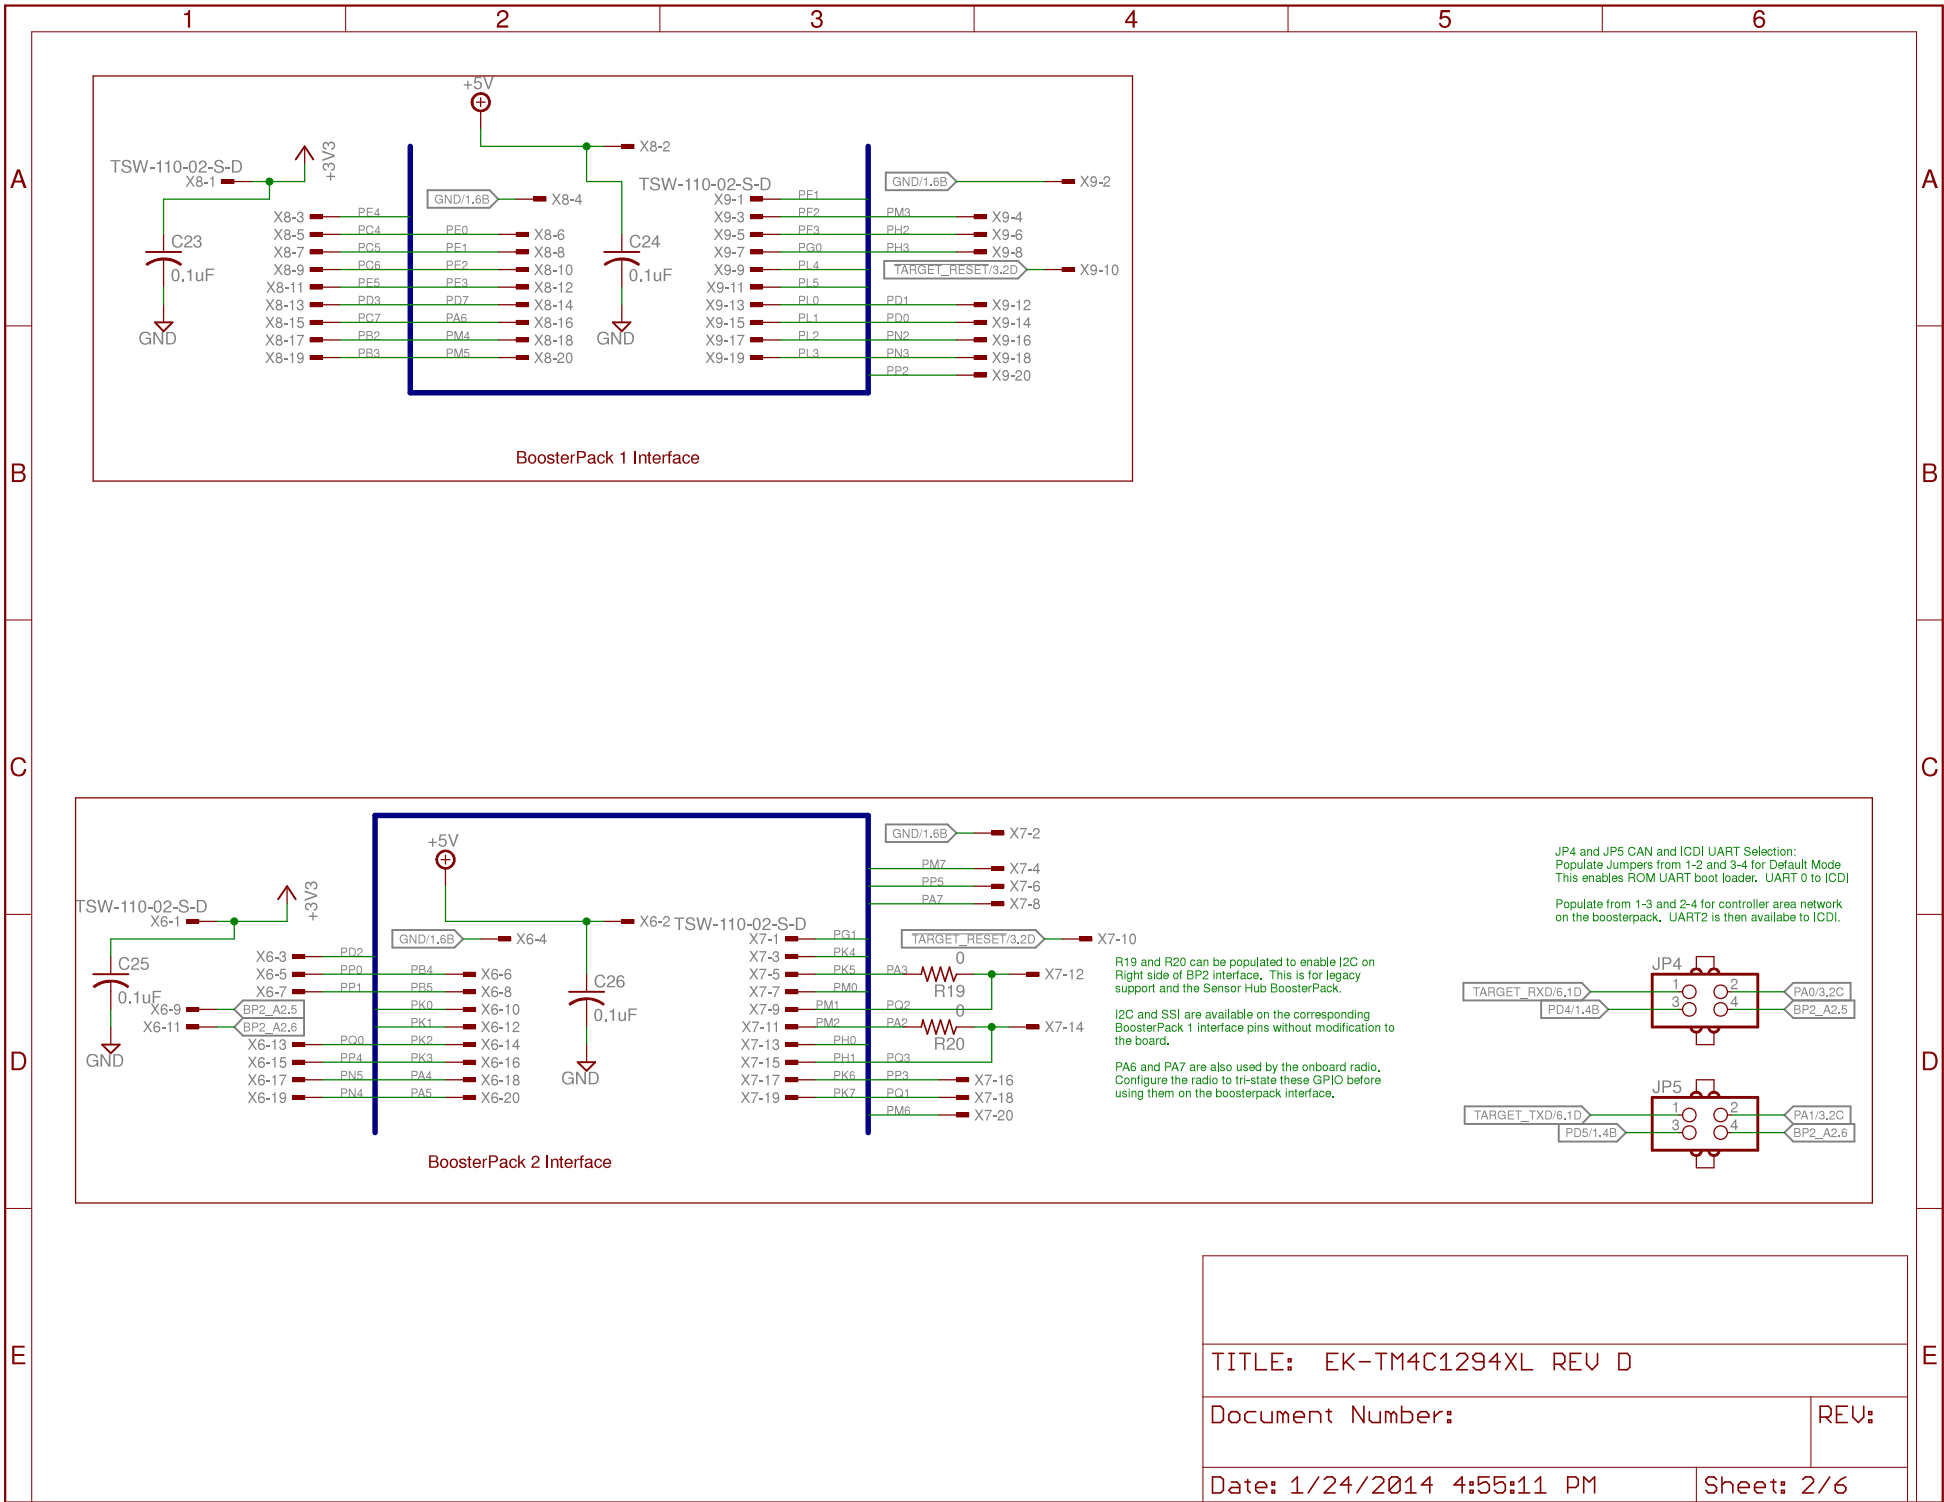 1 2 3 4 5 6
A A
B B
C C
D D
E E
+5V
X8-2
TSW-110-02-S-D
X8-1
+3V3
GND/1.6B X8-4
C23
0.1uF
GND
C24
0.1uF
GND
X8-3 PE4
X8-5 PC4 PE0 X8-6
X8-7 PC5 PE1 X8-8
X8-9 PC6 PE2 X8-10
X8-11 PE5 PE3 X8-12
X8-13 PD3 PD7 X8-14
X8-15 PC7 PA6 X8-16
X8-17 PB2 PM4 X8-18
X8-19 PB3 PM5 X8-20
TSW-110-02-S-D
GND/1.6B X9-2
X9-1 PF1
X9-3 PF2 PM3 X9-4
X9-5 PF3 PH2 X9-6
X9-7 PG0 PH3 X9-8
X9-9 PL4 TARGET_RESET/3.2D X9-10
X9-11 PL5
X9-13 PL0 PD1 X9-12
X9-15 PL1 PD0 X9-14
X9-17 PL2 PN2 X9-16
X9-19 PL3 PN3 X9-18
PP2 X9-20
BoosterPack 1 Interface
+5V
+3V3
TSW-110-02-S-D
X6-1
X6-2
GND/1.6B X6-4
C25
0.1uF
GND
C26
0.1uF
GND
X6-3 PD2
X6-5 PP0 PB4 X6-6
X6-7 PP1 PB5 X6-8
X6-9 BP2_A2.5 PK0 X6-10
X6-11 BP2_A2.6 PK1 X6-12
X6-13 PQ0 PK2 X6-14
X6-15 PP4 PK3 X6-16
X6-17 PN5 PA4 X6-18
X6-19 PN4 PA5 X6-20
GND/1.6B X7-2
PM7 X7-4
PP5 X7-6
PA7 X7-8
TSW-110-02-S-D
X7-1 PG1 TARGET_RESET/3.2D X7-10
X7-3 PK4 0
X7-5 PK5 PA3 X7-12
X7-7 PM0 R19
X7-9 PM1 PQ2 0
X7-11 PM2 PA2 X7-14
X7-13 PH0 R20
X7-15 PH1 PQ3
X7-17 PK6 PP3 X7-16
X7-19 PK7 PQ1 X7-18
PM6 X7-20
BoosterPack 2 Interface
R19 and R20 can be populated to enable I2C on
Right side of BP2 interface. This is for legacy
support and the Sensor Hub BoosterPack.
I2C and SSI are available on the corresponding
BoosterPack 1 interface pins without modification to
the board.
PA6 and PA7 are also used by the onboard radio.
Configure the radio to tri-state these GPIO before
using them on the boosterpack interface.
JP4 and JP5 CAN and ICDI UART Selection:
Populate Jumpers from 1-2 and 3-4 for Default Mode
This enables ROM UART boot loader. UART 0 to ICDI
Populate from 1-3 and 2-4 for controller area network
on the boosterpack. UART2 is then availabe to ICDI.
JP4
TARGET_RXD/6.1D 1 2 PA0/3.2C
PD4/1.4B 3 4 BP2_A2.5
JP5
TARGET_TXD/6.1D 1 2 PA1/3.2C
PD5/1.4B 3 4 BP2_A2.6
TITLE: EK-TM4C1294XL REV D
Document Number: REV:
Date: 1/24/2014 4:55:11 PM Sheet: 2/6